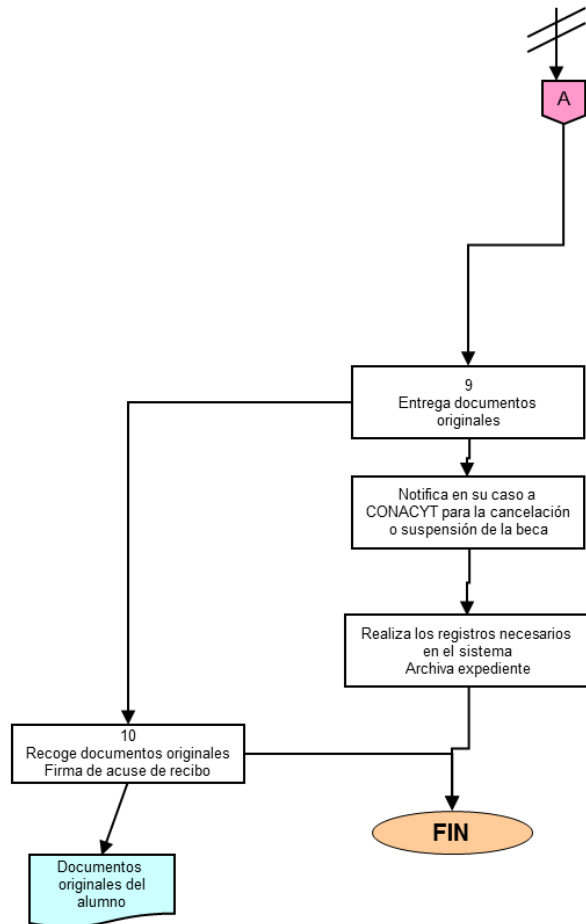 A
9
Entrega documentos
originales
Notifica en su caso a
CONACYT para la cancelación
o suspensión de la beca
Realiza los registros necesarios
en el sistema
Archiva expediente
10
Recoge documentos originales
Firma de acuse de recibo
FIN
Documentos
originales del
alumno